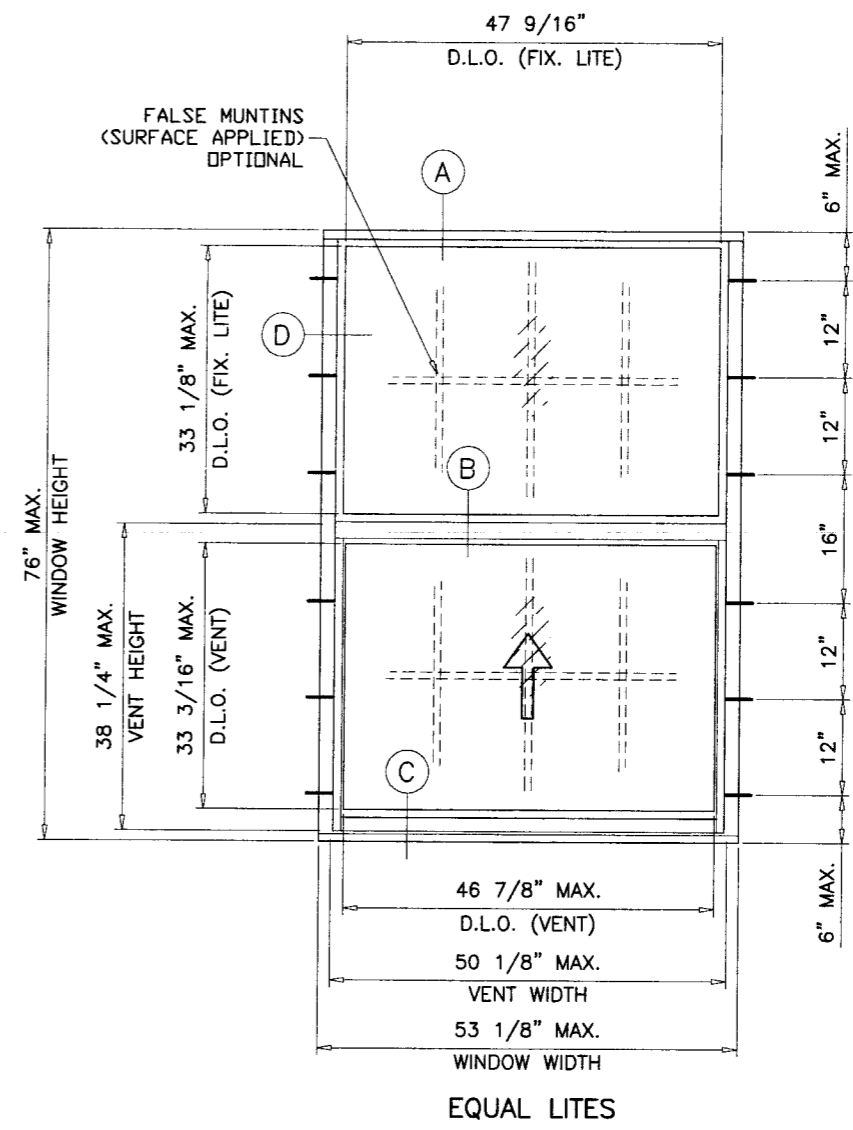 47 9/16"
D.L.O. (FIX. LITE)
FALSE MUNTINS
(SURFACE APPLIED)
OPTIONAL
A
6" MAX.
D
33 1/8" MAX.
D.L.O. (FIX. LITE)
12"
12"
B
76" MAX.
WINDOW HEIGHT
16"
38 1/4" MAX.
VENT HEIGHT
33 3/16" MAX.
D.L.O. (VENT)
12"
12"
C
6" MAX.
46 7/8" MAX.
D.L.O. (VENT)
50 1/8" MAX.
VENT WIDTH
53 1/8" MAX.
WINDOW WIDTH
EQUAL LITES